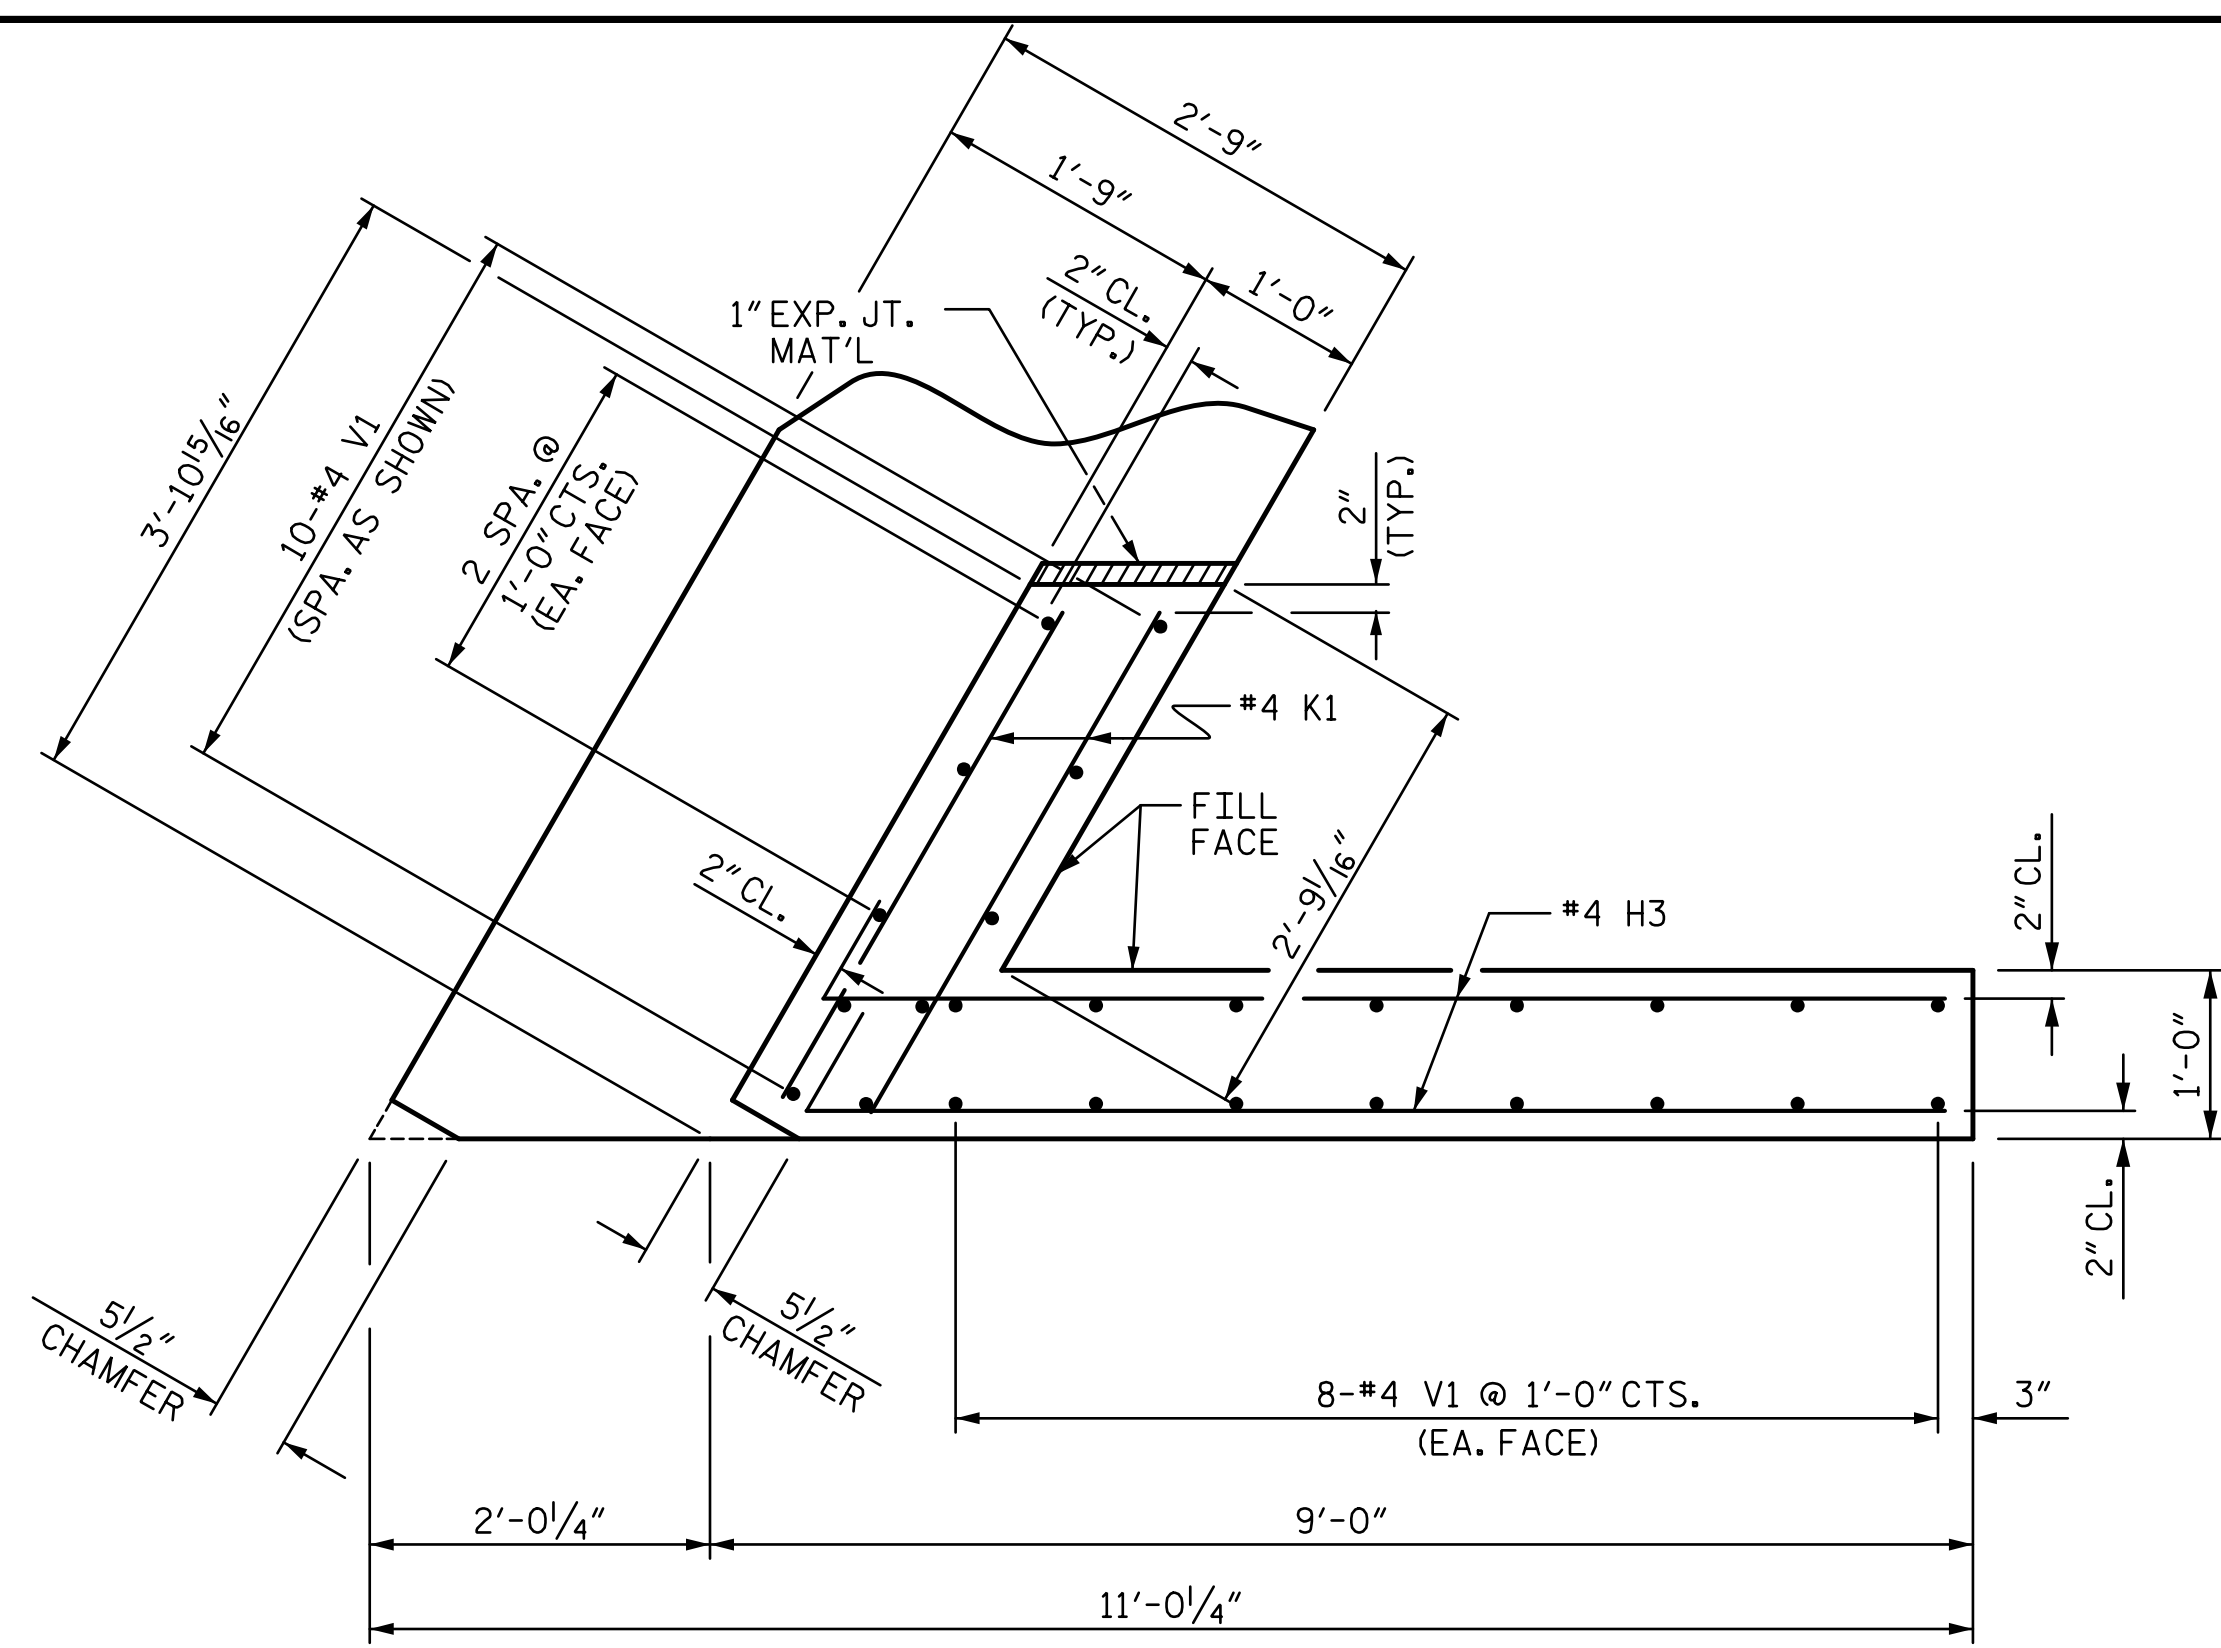 2'-9"
1'-9"
2" CL.
(TYP.)
1'-0"
1" EXP. JT.
MAT'L
3'-10 15/16"
10-#4 V1
(SPA. AS SHOWN)
2 SPA. @
1'-0" CTS.
(EA. FACE)
2"
(TYP.)
#4 K1
FILL
FACE
2" CL.
2'-9 1/16"
#4 H3
2" CL.
1'-0"
2" CL.
5 1/2"
CHAMFER
5 1/2"
CHAMFER
8-#4 V1 @ 1'-0" CTS.
(EA. FACE)
3"
2'-0 1/4"
9'-0"
11'-0 1/4"